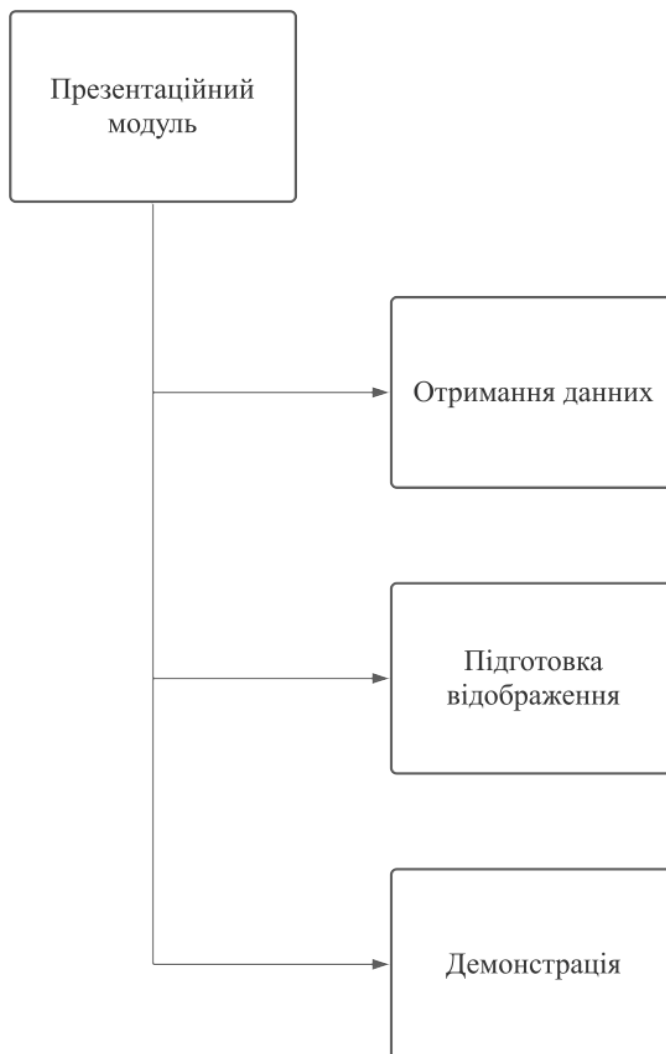 Презентаційний
модуль
Отримання данних
Підготовка
відображення
Демонстрація